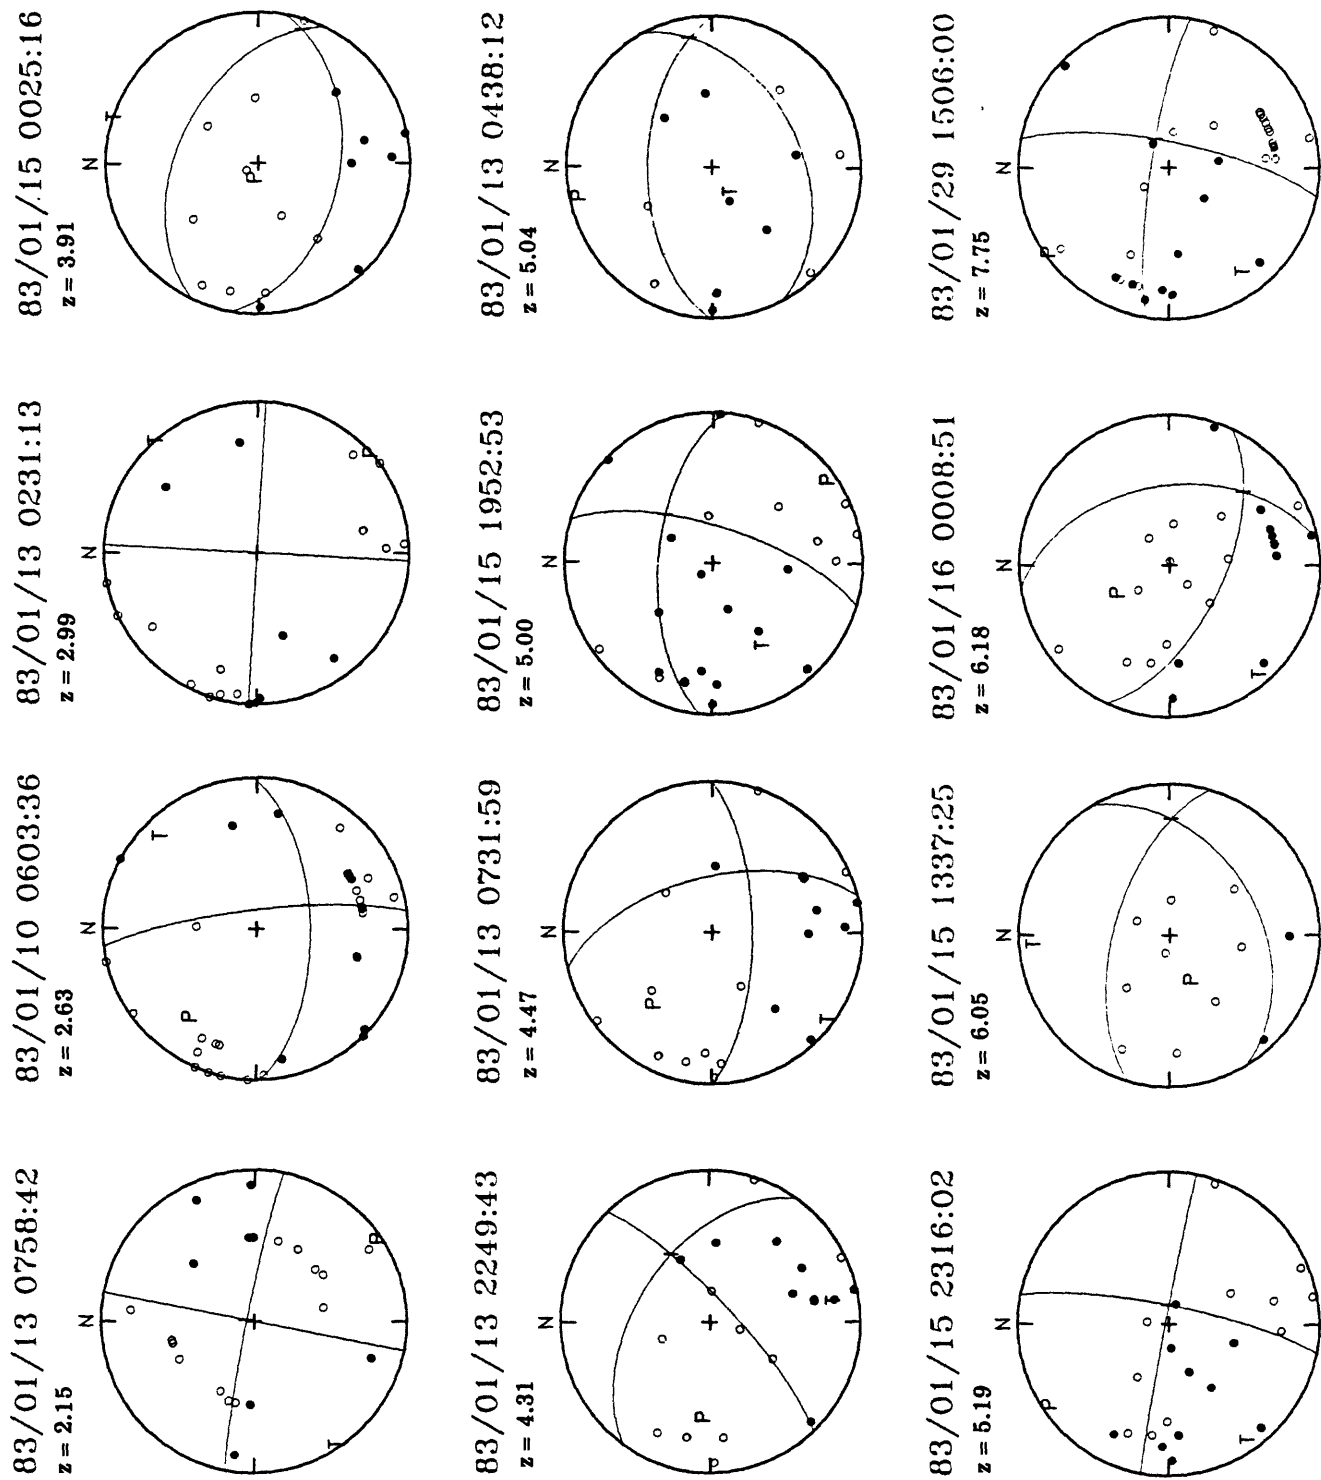 83/01/13 0758:42
z = 2.15
N
T
P
83/01/10 0603:36
z = 2.63
N
T
P
83/01/13 0231:13
z = 2.99
N
T
P
83/01/15 0025:16
z = 3.91
N
T
P
83/01/13 2249:43
z = 4.31
N
P
T
83/01/13 0731:59
z = 4.47
N
P
T
83/01/15 1952:53
z = 5.00
N
T
P
83/01/13 0438:12
z = 5.04
N
P
T
83/01/15 2316:02
z = 5.19
N
P
T
83/01/15 1337:25
z = 6.05
N
T
P
83/01/16 0008:51
z = 6.18
N
P
T
83/01/29 1506:00
z = 7.75
N
P
T